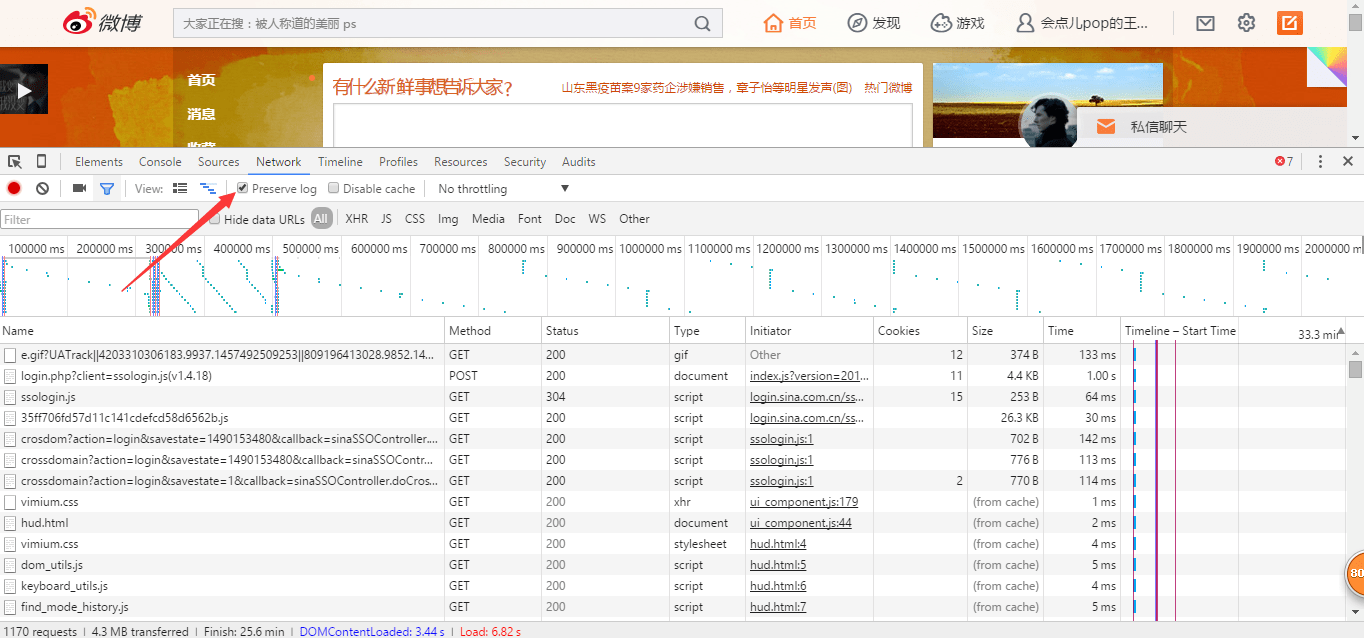 微博
大家正在搜：被人称道的美丽 ps
首页
发现
游戏
会点儿pop的王...
首页
消息
收藏
有什么新鲜事想告诉大家?
山东黑疫苗案9家药企涉嫌销售，章子怡等明星发声(图) 热门微博
私信聊天
Elements Console Sources Network Timeline Profiles Resources Security Audits 7
View: Preserve log Disable cache No throttling
Filter Hide data URLs All XHR JS CSS Img Media Font Doc WS Other
100000 ms 200000 ms 300000 ms 400000 ms 500000 ms 600000 ms 700000 ms 800000 ms 900000 ms 1000000 ms 1100000 ms 1200000 ms 1300000 ms 1400000 ms 1500000 ms 1600000 ms 1700000 ms 1800000 ms 1900000 ms 2000000 m
Name Method Status Type Initiator Cookies Size Time Timeline – Start Time 33.3 mi
e.gif?UATrack||4203310306183.9937.1457492509253||809196413028.9852.14... GET 200 gif Other 12 374 B 133 ms
login.php?client=ssologin.js(v1.4.18) POST 200 document index.js?version=201... 11 4.4 KB 1.00 s
ssologin.js GET 304 script login.sina.com.cn/ss... 15 253 B 64 ms
35ff706fd57d11c141cdefcd58d6562b.js GET 200 script login.sina.com.cn/ss... 26.3 KB 30 ms
crosdom?action=login&savestate=1490153480&callback=sinaSSOController.... GET 200 script ssologin.js:1 702 B 142 ms
crossdomain?action=login&savestate=1490153480&callback=sinaSSOContr... GET 200 script ssologin.js:1 776 B 113 ms
crossdomain?action=login&savestate=1&callback=sinaSSOController.doCros... GET 200 script ssologin.js:1 2 770 B 114 ms
vimium.css GET 200 xhr ui_component.js:179 (from cache) 1 ms
hud.html GET 200 document ui_component.js:44 (from cache) 2 ms
vimium.css GET 200 stylesheet hud.html:4 (from cache) 4 ms
dom_utils.js GET 200 script hud.html:5 (from cache) 5 ms
keyboard_utils.js GET 200 script hud.html:6 (from cache) 4 ms
find_mode_history.js GET 200 script hud.html:7 (from cache) 5 ms
80
1170 requests | 4.3 MB transferred | Finish: 25.6 min | DOMContentLoaded: 3.44 s | Load: 6.82 s